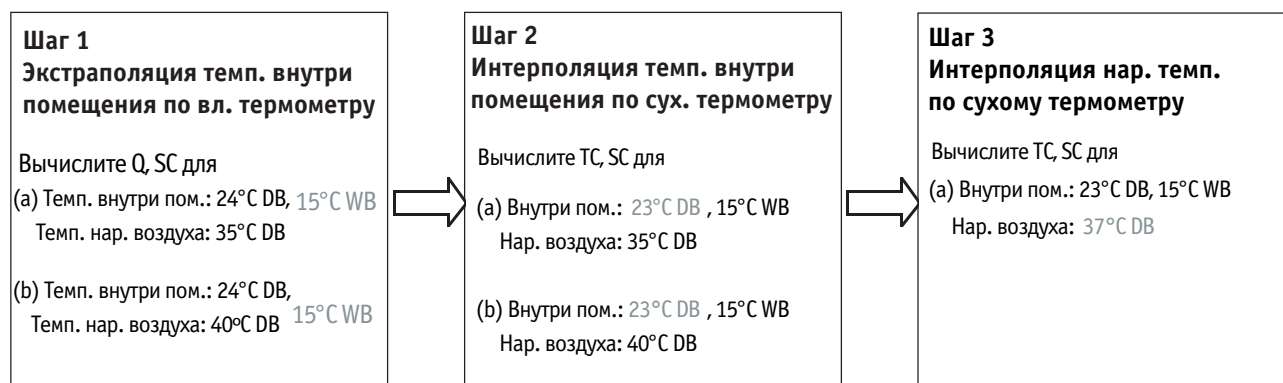 Шаг 1
Экстраполяция темп. внутри
помещения по вл. термометру
Вычислите Q, SC для
(a) Темп. внутри пом.: 24°C DB, 15°C WB
Темп. нар. воздуха: 35°C DB
(b) Темп. внутри пом.: 24°C DB,
Темп. нар. воздуха: 40ºC DB 15°C WB
Шаг 2
Интерполяция темп. внутри
помещения по сух. термометру
Вычислите TC, SC для
(a) Внутри пом.: 23°C DB , 15°C WB
Нар. воздуха: 35°C DB
(b) Внутри пом.: 23°C DB , 15°C WB
Нар. воздуха: 40°C DB
Шаг 3
Интерполяция нар. темп.
по сухому термометру
Вычислите TC, SC для
(a) Внутри пом.: 23°C DB, 15°C WB
Нар. воздуха: 37°C DB